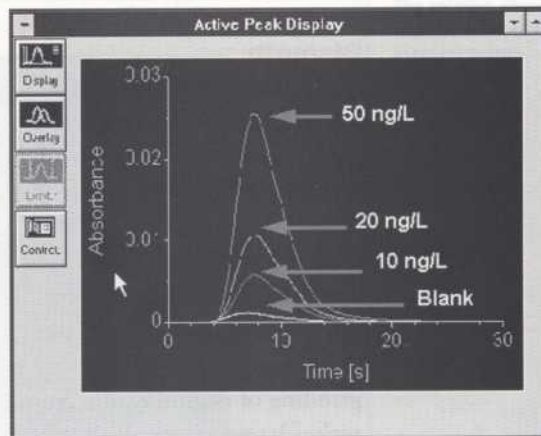 Active Peak Display
Display
Overlay
Control
0.03
0.02
0.01
0
50 ng/L
20 ng/L
10 ng/L
Blank
Absorbance
0
10
20
30
Time [s]